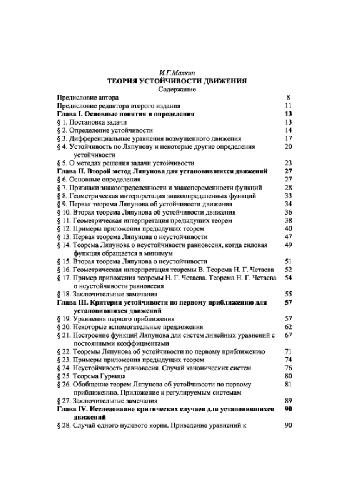 И.Г.Малкин
ТЕОРИЯ УСТОЙЧИВОСТИ ДВИЖЕНИЯ
Содержание
Предисловие автора 8
Предисловие редактора второго издания 11
Глава I. Основные понятия и определения 13
§ 1. Постановка задачи 13
§ 2. Определение устойчивости 14
§ 3. Дифференциальные уравнения возмущенного движения 17
§ 4. Устойчивость по Ляпунову и некоторые другие определения 20
устойчивости
§ 5. О методах решения задачи устойчивости 23
Глава II. Второй метод Ляпунова для установившихся движений 27
§ 6. Основные определения 27
§ 7. Признаки знакоопределенности и знакопеременности функций 28
§ 8. Геометрическая интерпретация знакоопределенных функций 33
§ 9. Первая теорема Ляпунова об устойчивости движения 34
§ 10. Вторая теорема Ляпунова об устойчивости движения 36
§ 11. Геометрическая интерпретация предыдущих теорем 38
§ 12. Примеры приложения предыдущих теорем 40
§ 13. Первая теорема Ляпунова о неустойчивости 47
§ 14. Теорема Ляпунова о неустойчивости равновесия, когда силовая 49
функция обращается в минимум
§ 15. Вторая теорема Ляпунова о неустойчивости 51
§ 16. Геометрическая интерпретация теоремы В. Теорема Н. Г. Четаева 52
§ 17. Пример приложения теоремы Н. Г. Четаева. Теорема Н. Г. Четаева 54
о неустойчивости равновесия
§ 18. Заключительные замечания 55
Глава III. Критерии устойчивости по первому приближению для 57
установившихся движений
§ 19. Уравнения первого приближения 57
§ 20. Некоторые вспомогательные предложения 62
§ 21. Построение функций Ляпунова для систем линейных уравнений с 67
постоянными коэффициентами
§ 22. Теоремы Ляпунова об устойчивости по первому приближению 71
§ 23. Примеры приложения предыдущих теорем 74
§ 24. Неустойчивость равновесия. Случай канонических систем 76
§ 25. Теорема Гурвица 80
§ 26. Обобщение теорем Ляпунова об устойчивости по первому 81
приближению. Приложение к регулируемым системам
§ 27. Заключительные замечания 89
Глава IV. Исследование критических случаев для установившихся 90
движений
§ 28. Случай одного нулевого корня. Приведение уравнений к 90